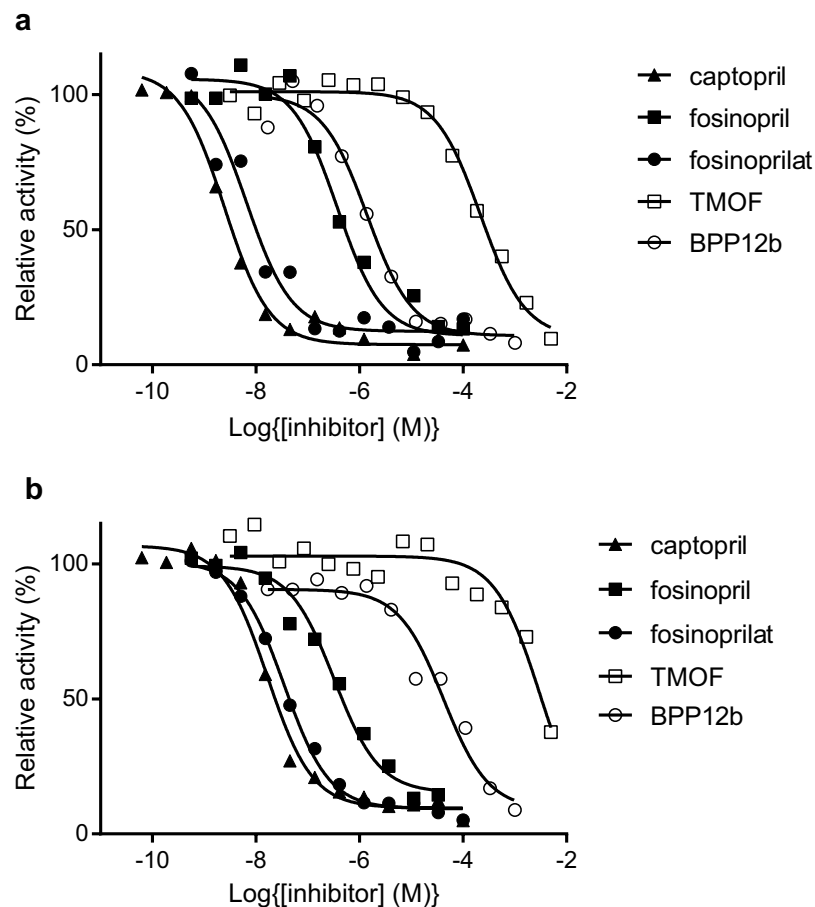 a
Relative activity (%)
100
50
0
-10 -8 -6 -4 -2
Log{[inhibitor] (M)}
captopril
fosinopril
fosinoprilat
TMOF
BPP12b
b
Relative activity (%)
100
50
0
-10 -8 -6 -4 -2
Log{[inhibitor] (M)}
captopril
fosinopril
fosinoprilat
TMOF
BPP12b